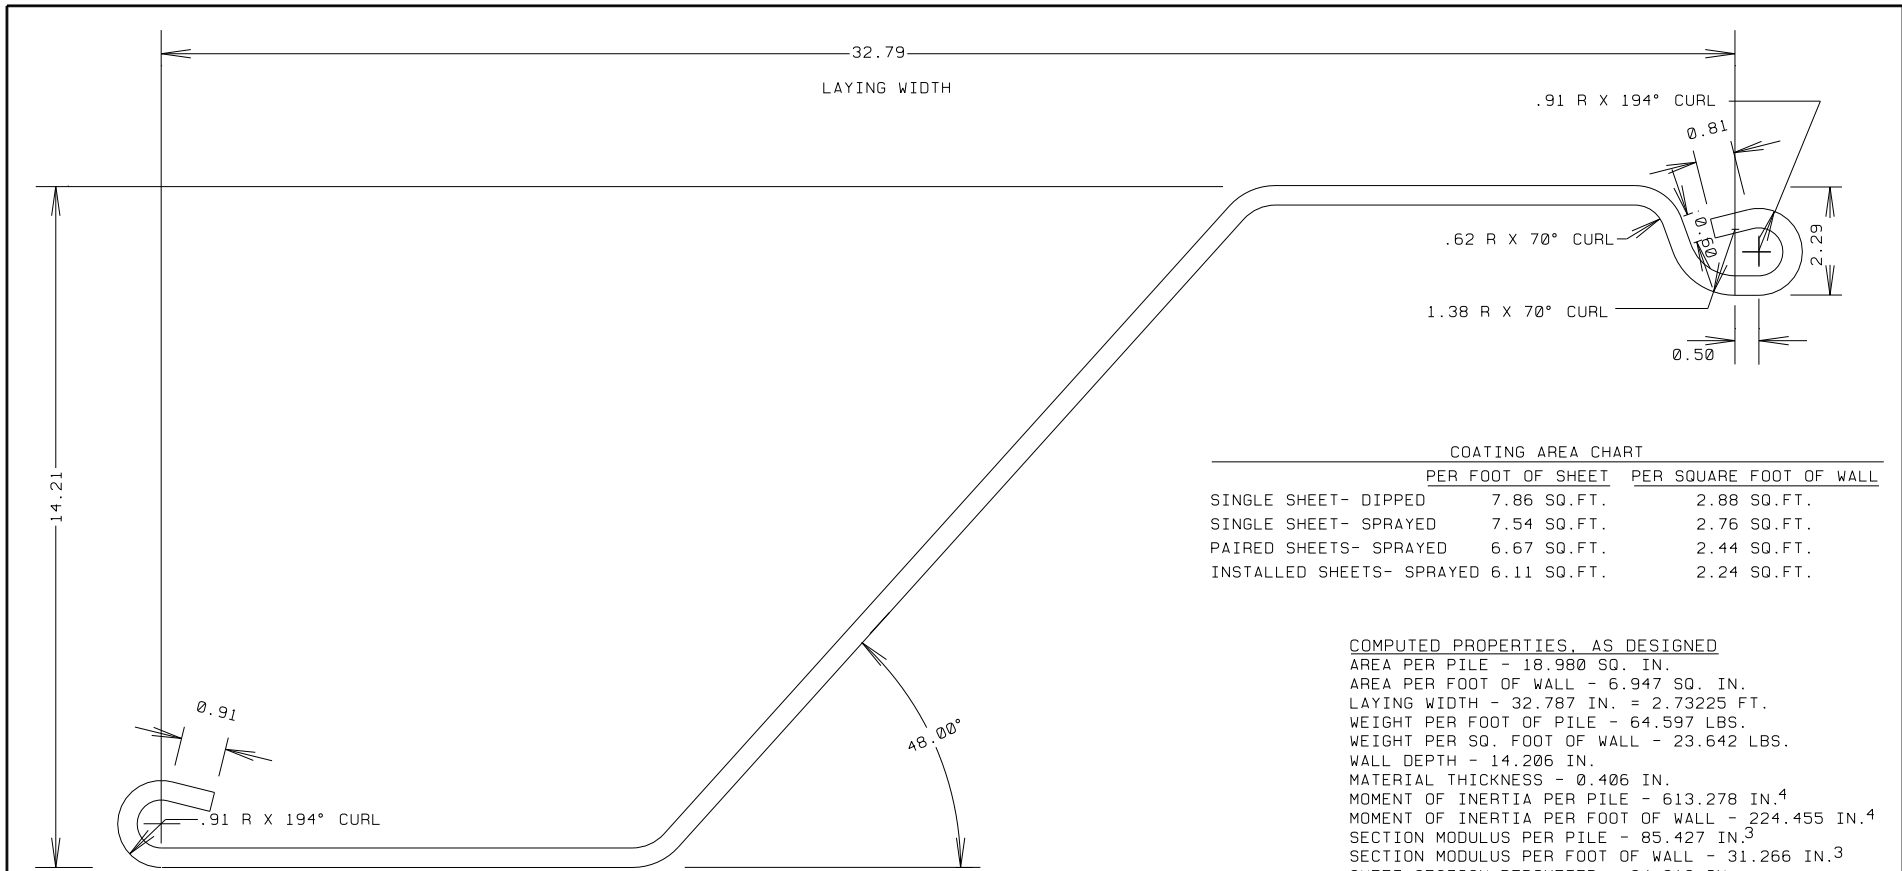 32.79
LAYING WIDTH
.91 R X 194° CURL
0.81
0.60
.62 R X 70° CURL
2.29
1.38 R X 70° CURL
0.50
14.21
COATING AREA CHART
PER FOOT OF SHEET PER SQUARE FOOT OF WALL
SINGLE SHEET- DIPPED 7.86 SQ.FT. 2.88 SQ.FT.
SINGLE SHEET- SPRAYED 7.54 SQ.FT. 2.76 SQ.FT.
PAIRED SHEETS- SPRAYED 6.67 SQ.FT. 2.44 SQ.FT.
INSTALLED SHEETS- SPRAYED 6.11 SQ.FT. 2.24 SQ.FT.
0.91
.91 R X 194° CURL
48.00°
COMPUTED PROPERTIES, AS DESIGNED
AREA PER PILE - 18.980 SQ. IN.
AREA PER FOOT OF WALL - 6.947 SQ. IN.
LAYING WIDTH - 32.787 IN. = 2.73225 FT.
WEIGHT PER FOOT OF PILE - 64.597 LBS.
WEIGHT PER SQ. FOOT OF WALL - 23.642 LBS.
WALL DEPTH - 14.206 IN.
MATERIAL THICKNESS - 0.406 IN.
MOMENT OF INERTIA PER PILE - 613.278 IN.4
MOMENT OF INERTIA PER FOOT OF WALL - 224.455 IN.4
SECTION MODULUS PER PILE - 85.427 IN.3
SECTION MODULUS PER FOOT OF WALL - 31.266 IN.3